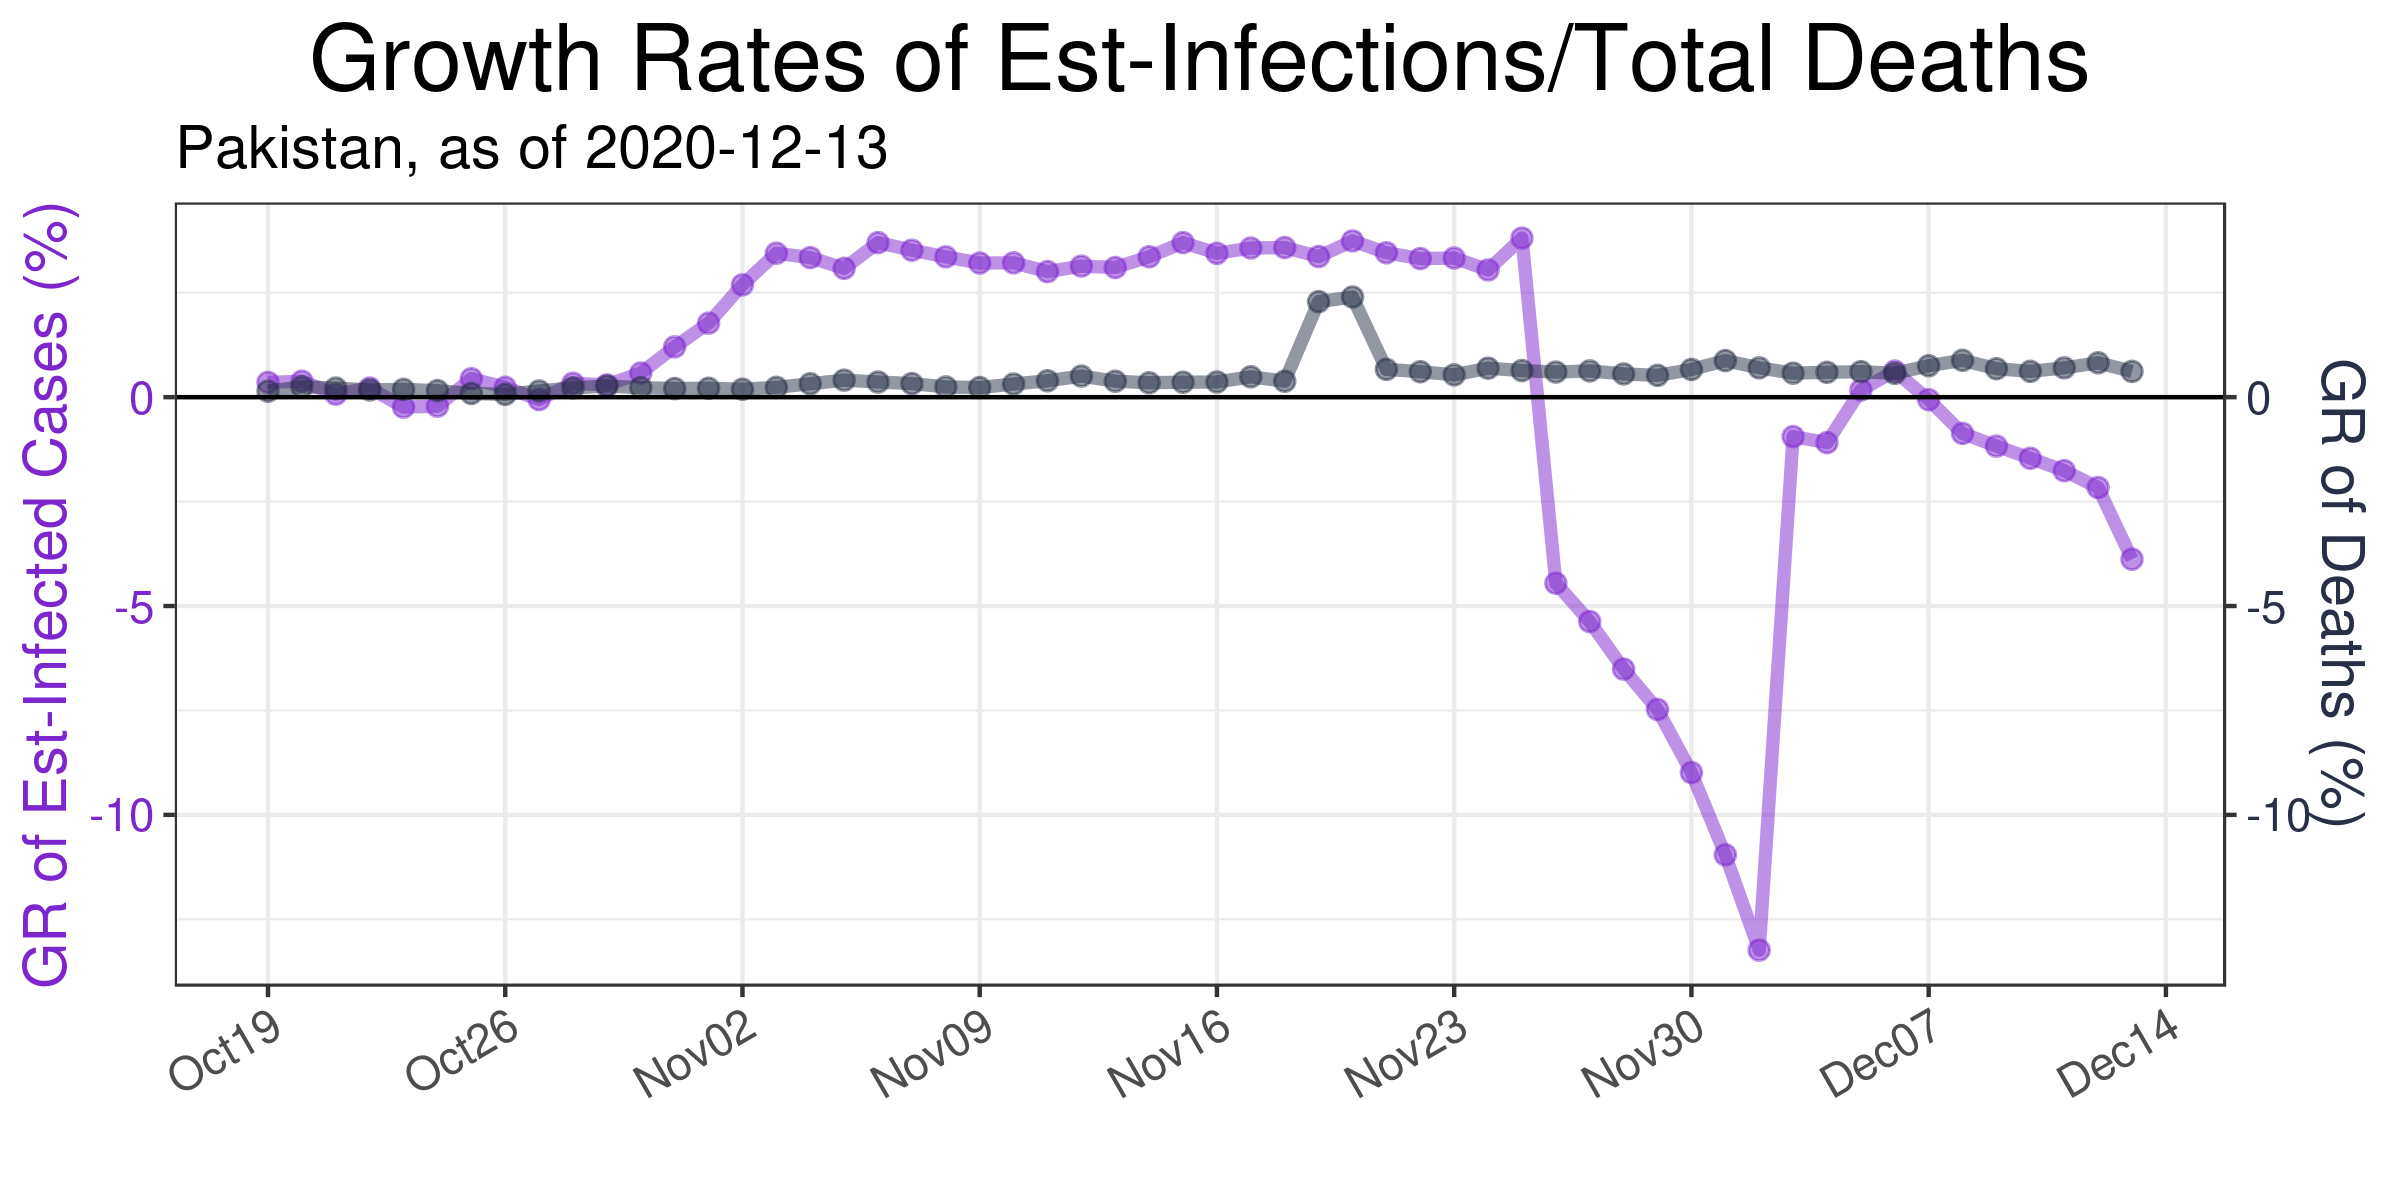 Growth Rates of Est-Infections/Total Deaths
Pakistan, as of 2020-12-13
GR of Est-Infected Cases (%)
0
-5
-10
0
-5
-10
GR of Deaths (%)
Oct19
Oct26
Nov02
Nov09
Nov16
Nov23
Nov30
Dec07
Dec14